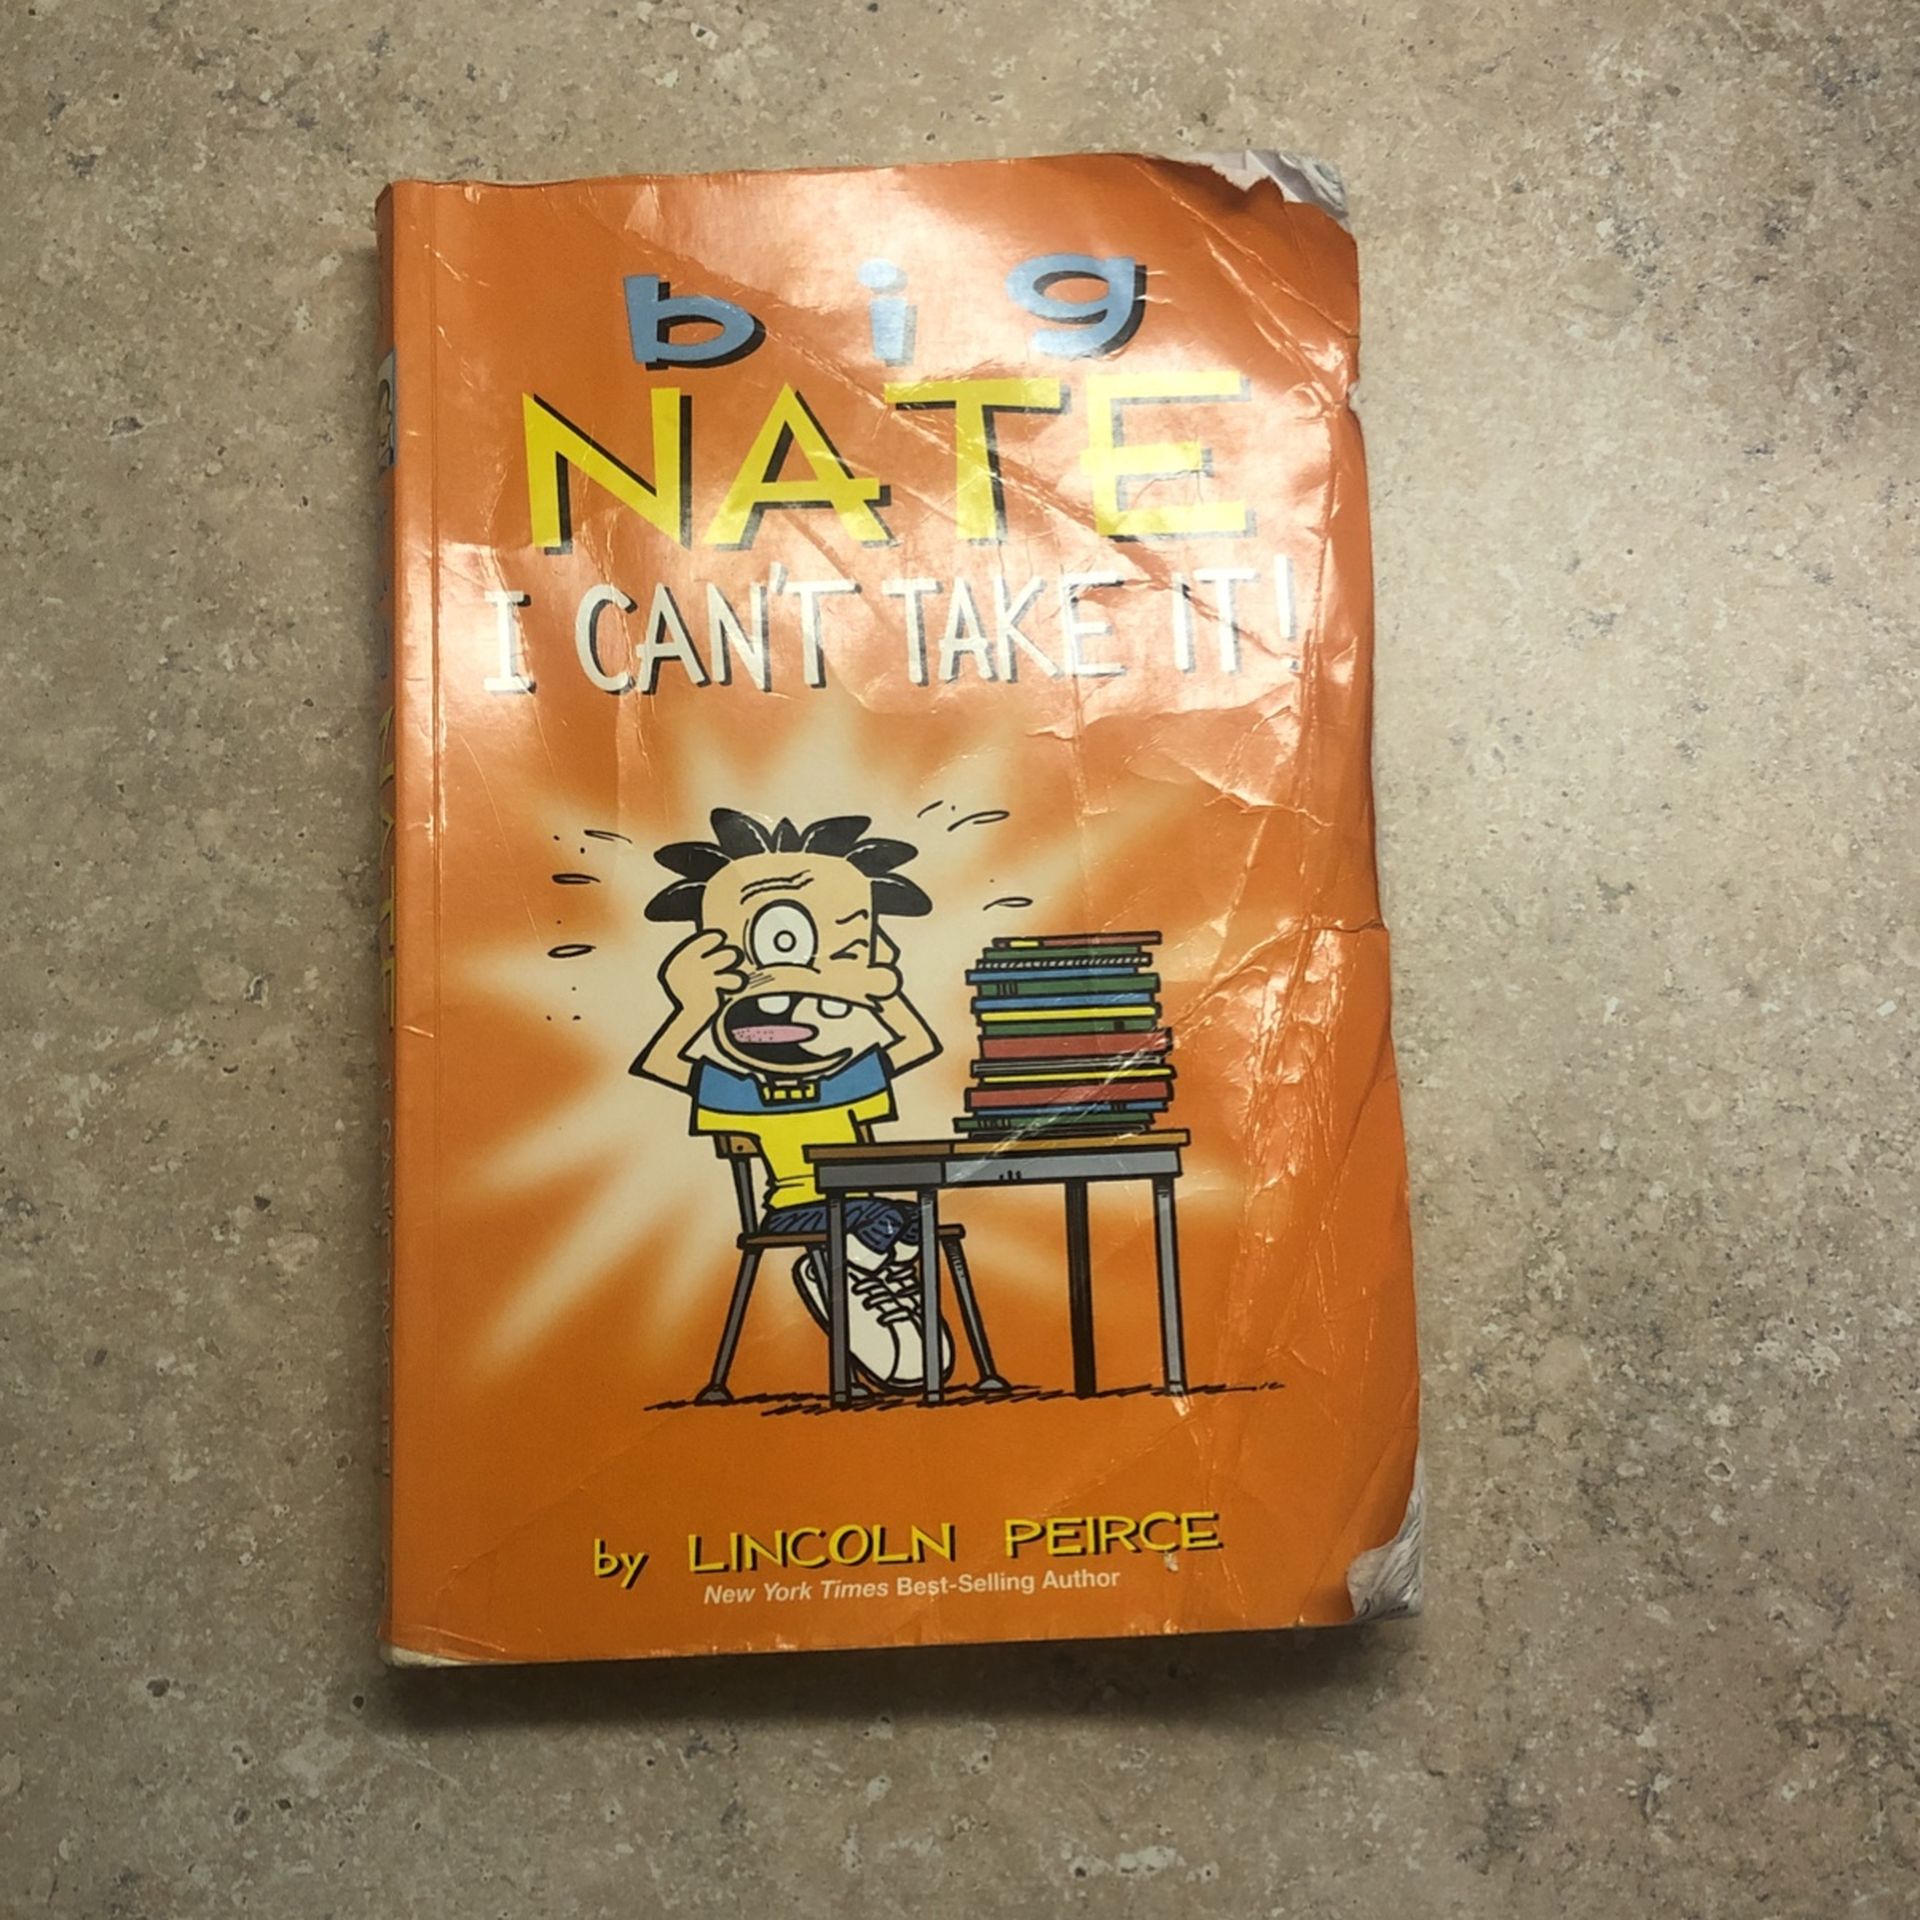 big
NATE
I CAN'T TAKE IT!
by LINCOLN PEIRCE
New York Times Best-Selling Author